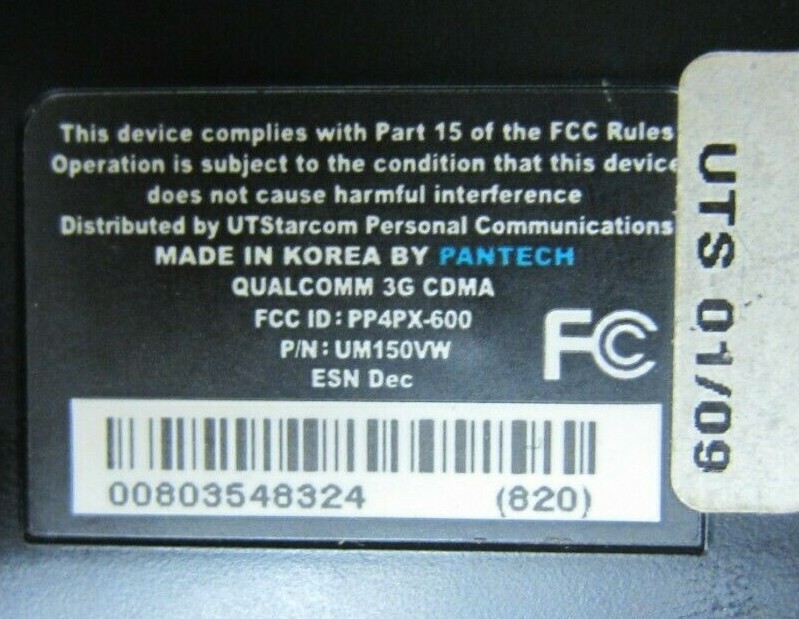 This device complies with Part 15 of the FCC Rules
Operation is subject to the condition that this device
does not cause harmful interference
Distributed by UTStarcom Personal Communications
MADE IN KOREA BY PANTECH
QUALCOMM 3G CDMA
FCC ID: PP4PX-600
P/N: UM150VW
ESN Dec
FC
00803548324 (820)
UTS 01/09